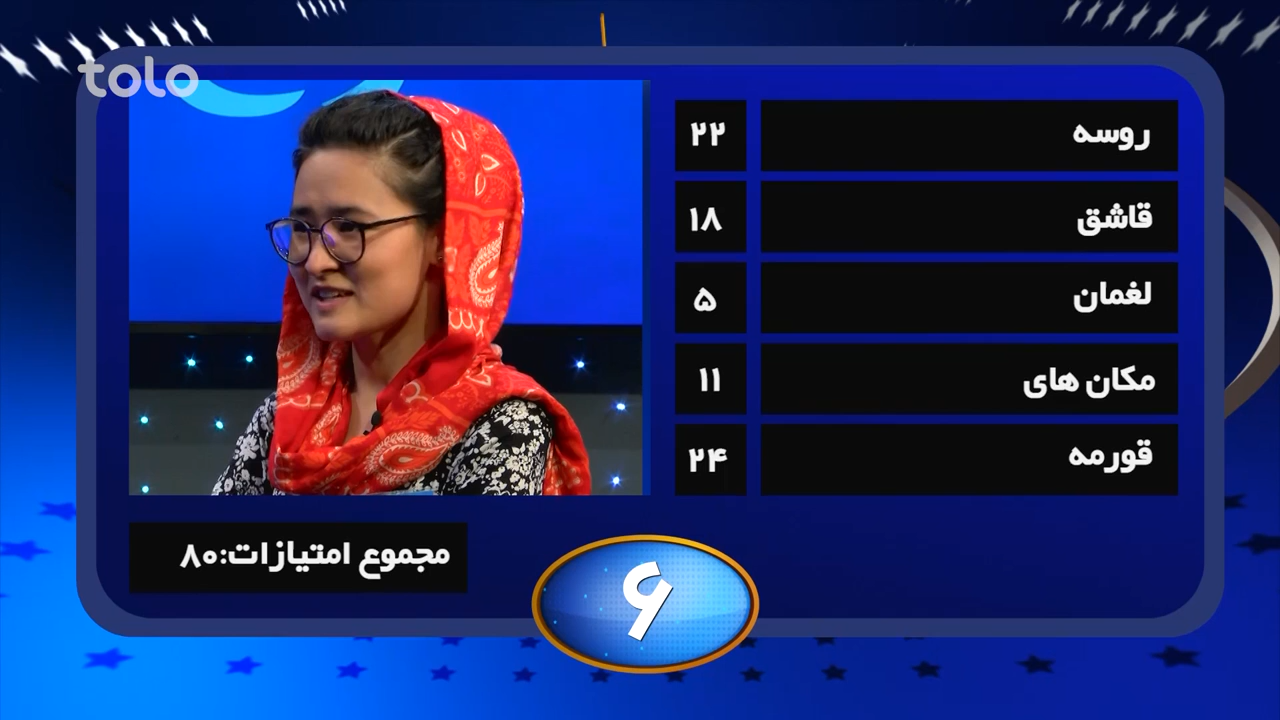 tolo
روسه ۲۲
قاشق ۱۸
لغمان ۵
مکان های ۱۱
قورمه ۲۴
مجموع امتیازات:۸۰
۶